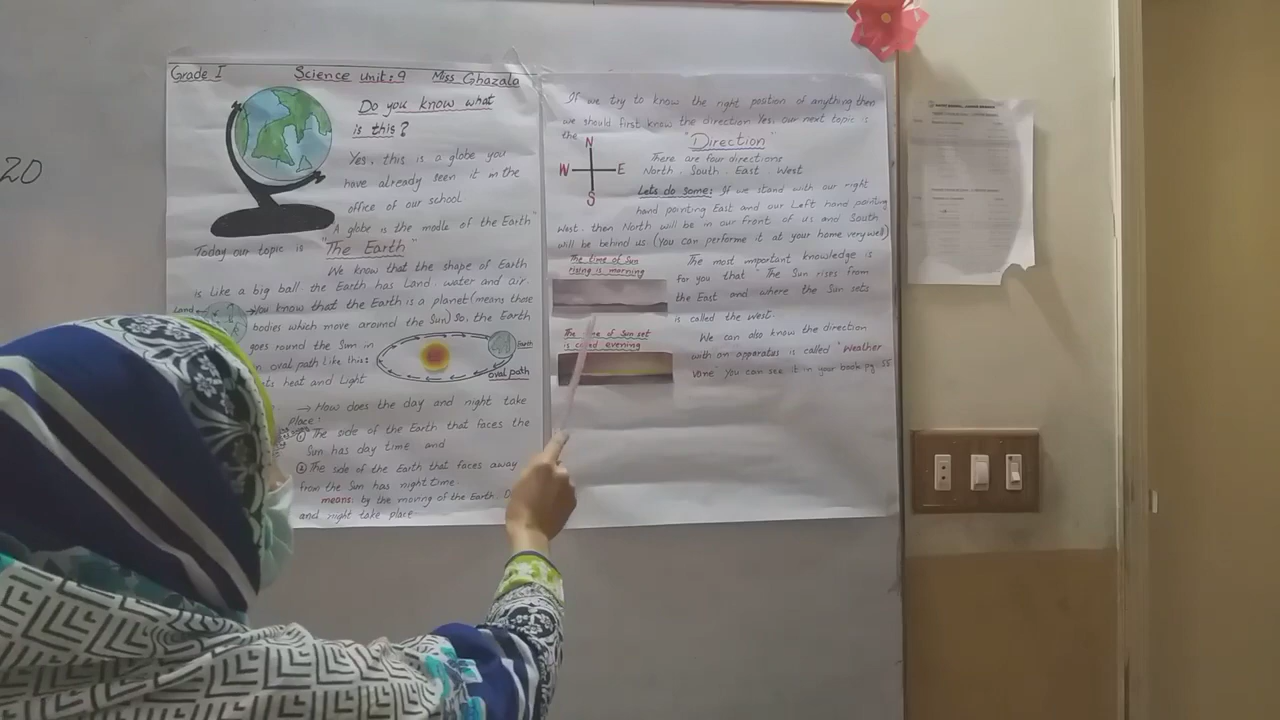 20
Grade I Science unit: 9 Miss Ghazala
Do you know what
is this?
Yes, this is a globe you
have already seen it in the
office of our school
A globe is the modle of the Earth"
Today our topic is "The Earth"
We know that the shape of Earth
is Like a big ball the Earth has Land, water and air.
Land
You know that the Earth is a planet (means those
bodies which move around the Sun) So, the Earth
goes round the Sun in
oval path Like this:
Earth
oval path
heat and Light
→ How does the day and night take
place?
① The side of the Earth that faces the
Sun has day time and
② The side of the Earth that faces away
from the Sun has night time
means: by the moving of the Earth. D
and night take place
If we try to know the right position of anything then
we should first know the direction Yes, our next topic is
the "Direction"
N
W E
S
There are four directions
North . South . East . West
Lets do some: If we stand with our right
hand pointing East and our Left hand pointing
West. then North will be in our front of us and South
will be behind us (You can performe it at your home very well)
The time of Sun
rising is morning
The most important knowledge is
for you that "The Sun rises from
the East and where the Sun sets
is called the West.
The time of Sun set
is called evening
We can also know the direction
with an apparatus is called "Weather
vane" You can see it in your book pg 55